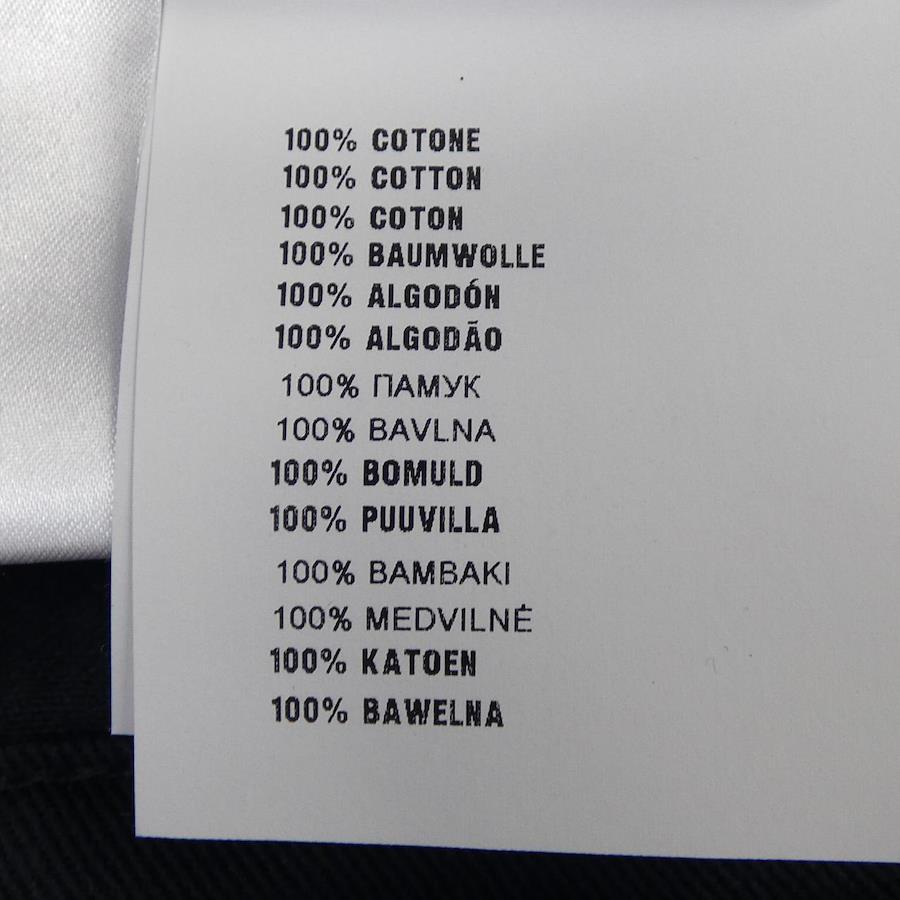 100% COTONE
100% COTTON
100% COTON
100% BAUMWOLLE
100% ALGODÓN
100% ALGODÃO
100% ПАМУК
100% BAVLNA
100% BOMULD
100% PUUVILLA
100% BAMBAKI
100% MEDVILNĖ
100% KATOEN
100% BAWELNA